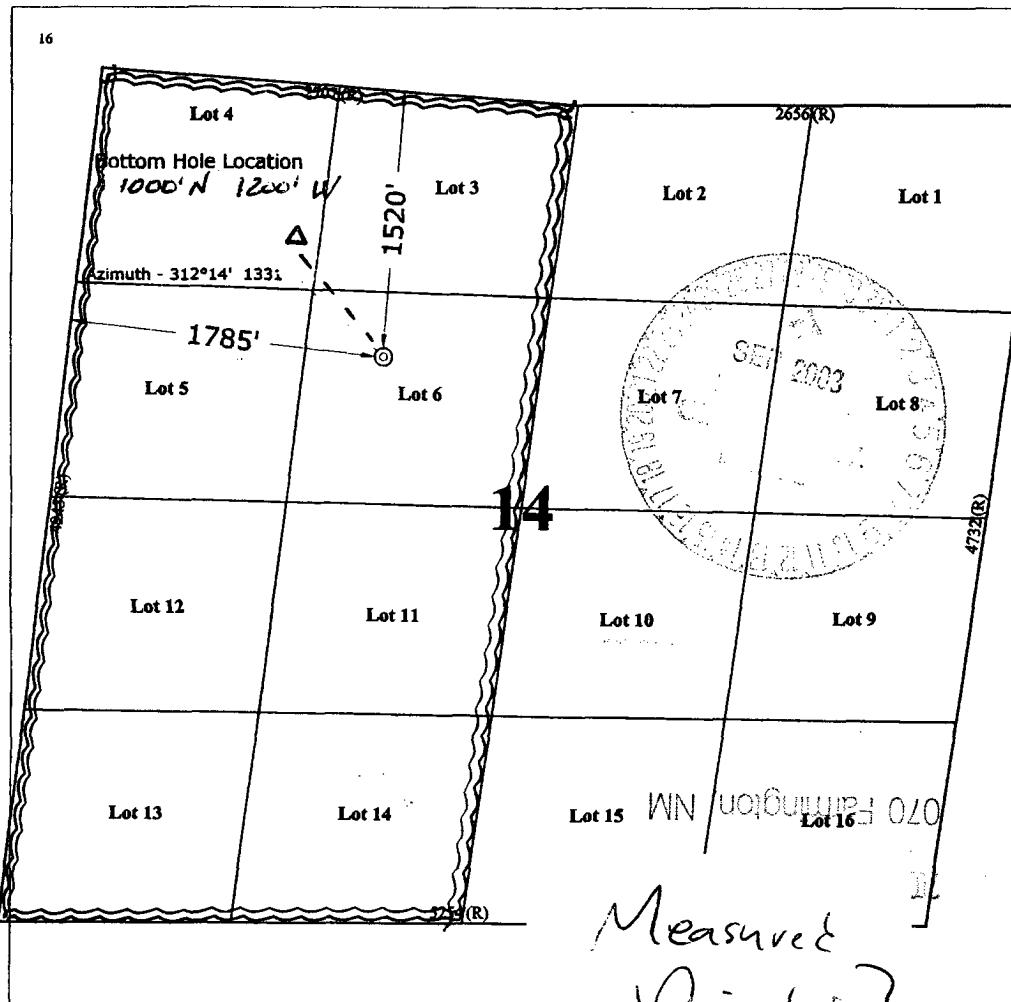 16
2656(R)
Lot 4
Lot 3
Lot 2
Lot 1
Bottom Hole Location
1000' N 1200' W
1520'
Azimuth - 312°14' 133
1785'
SEP 2003
Lot 5
Lot 6
Lot 7
Lot 8
14
4732(R)
Lot 12
Lot 11
Lot 10
Lot 9
Lot 13
Lot 14
Lot 15
Lot 16
070 Farmington, NM
(R)
Measured